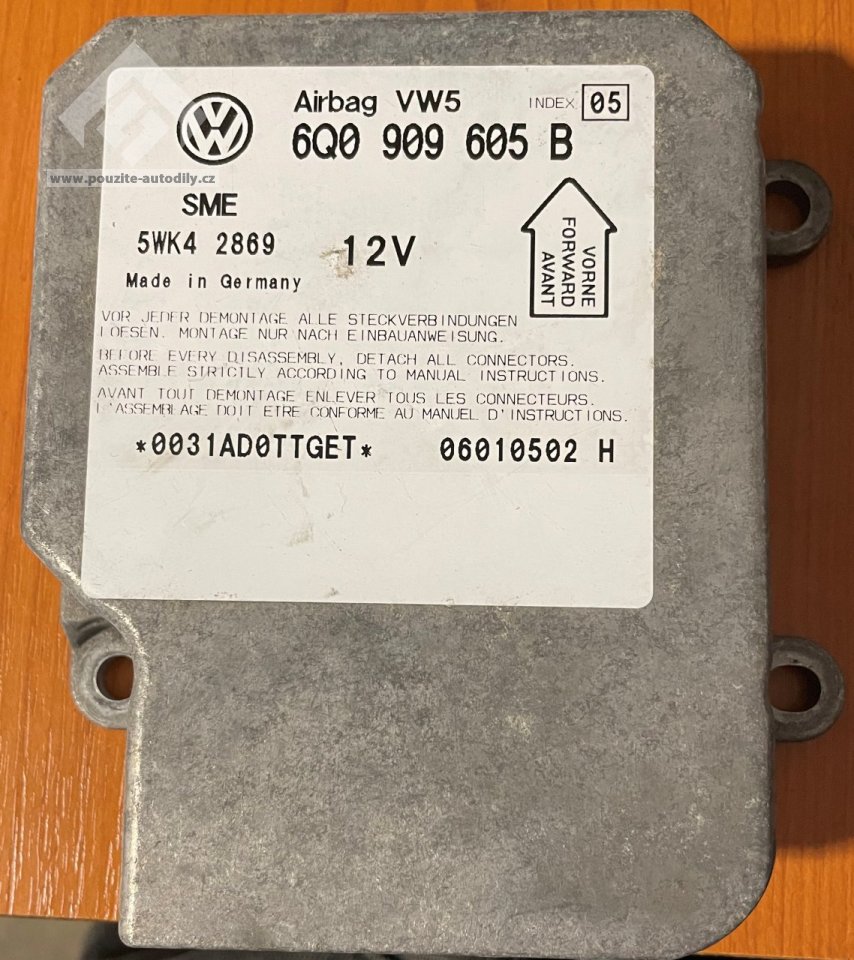 Airbag VW5 INDEX 05
6Q0 909 605 B
www.pouzite-autodily.cz
SME
5WK4 2869 12V
Made in Germany
VORNE
FORWARD
AVANT
VOR JEDER DEMONTAGE ALLE STECKVERBINDUNGEN
LOESEN. MONTAGE NUR NACH EINBAUANWEISUNG.
BEFORE EVERY DISASSEMBLY, DETACH ALL CONNECTORS.
ASSEMBLE STRICTLY ACCORDING TO MANUAL INSTRUCTIONS.
AVANT TOUT DEMONTAGE ENLEVER TOUS LES CONNECTEURS.
L'ASSEMBLAGE DOIT ETRE CONFORME AU MANUEL D'INSTRUCTIONS.
*0031AD0TTGET* 06010502 H